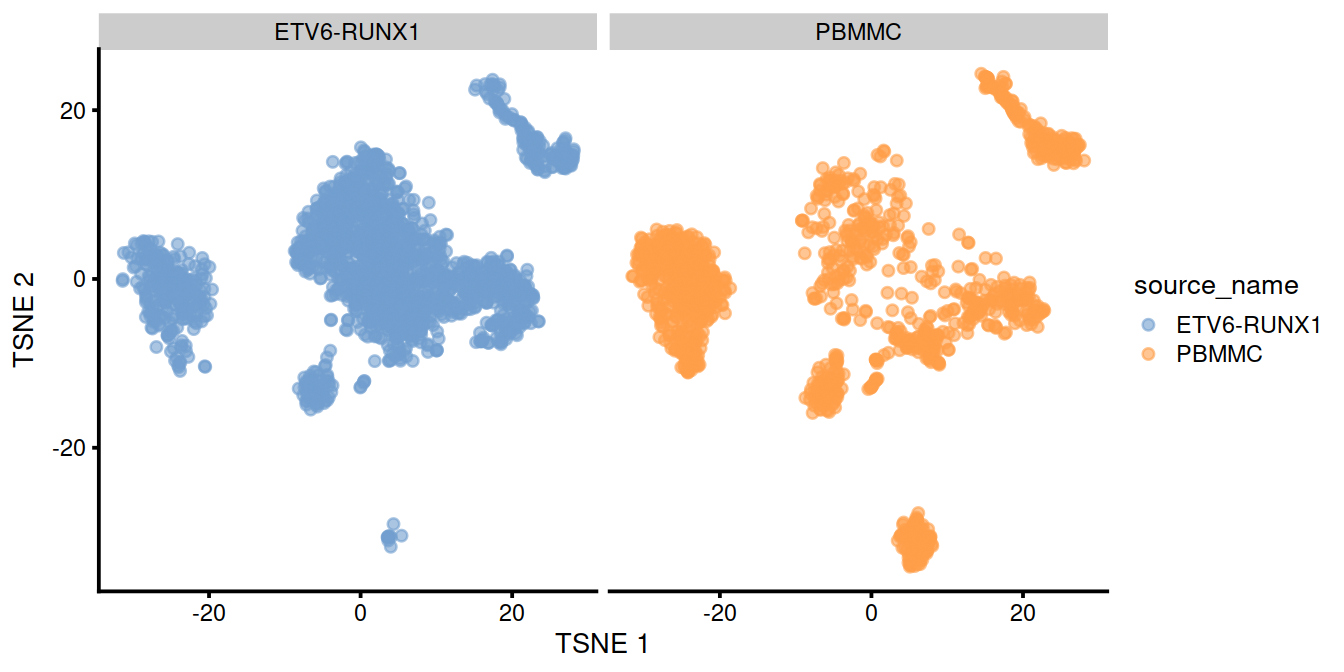 ETV6-RUNX1 PBMMC
20
0
-20
TSNE 2
-20 0 20 -20 0 20
TSNE 1
source_name
ETV6-RUNX1
PBMMC